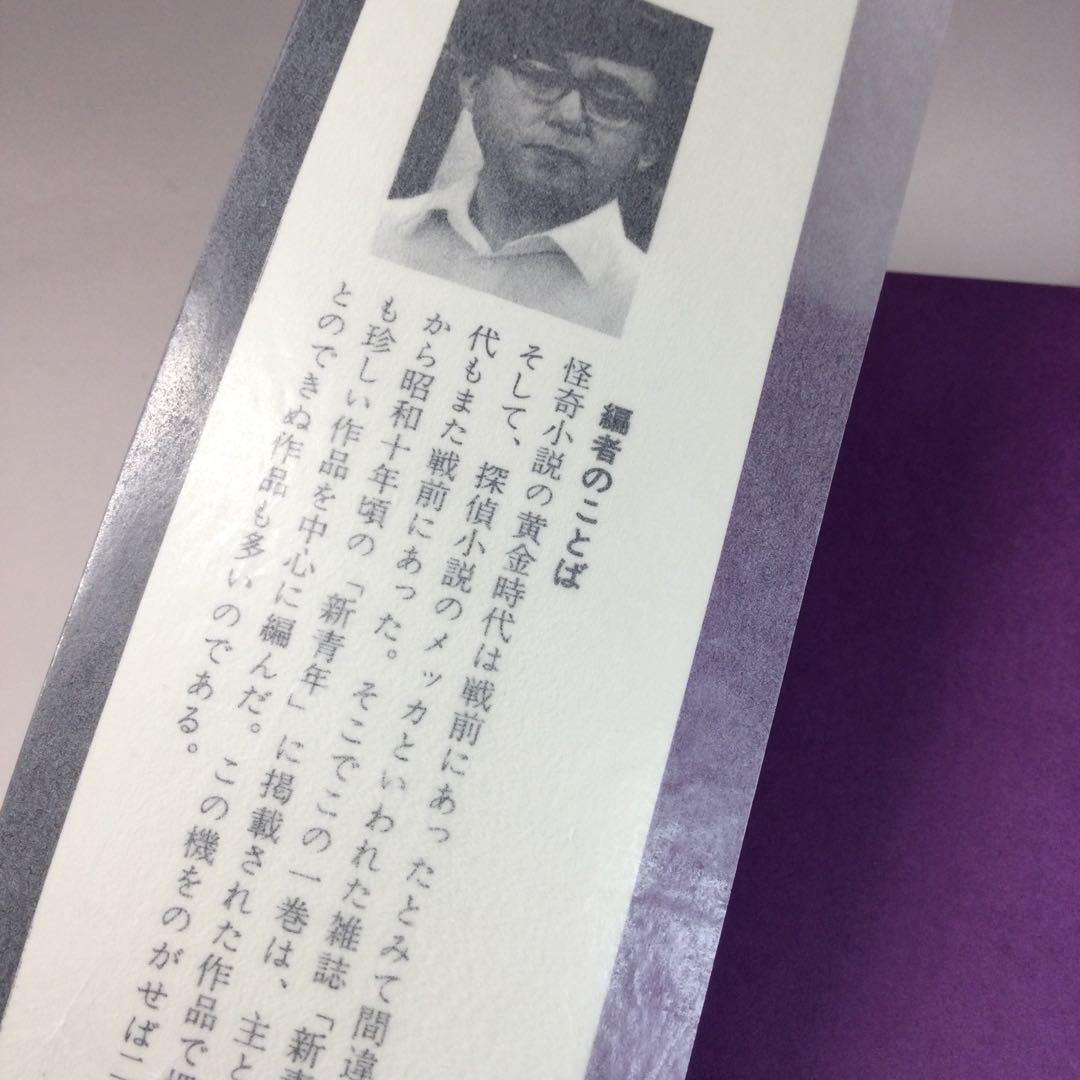 編者のことば
怪奇小説の黄金時代は戦前にあったとみて間違
そして、探偵小説のメッカといわれた雑誌「新青
代もまた戦前にあった。そこでこの一巻は、主と
から昭和十年頃の「新青年」に掲載された作品で
も珍しい作品を中心に編んだ。この機をのがせば二
とのできぬ作品も多いのである。